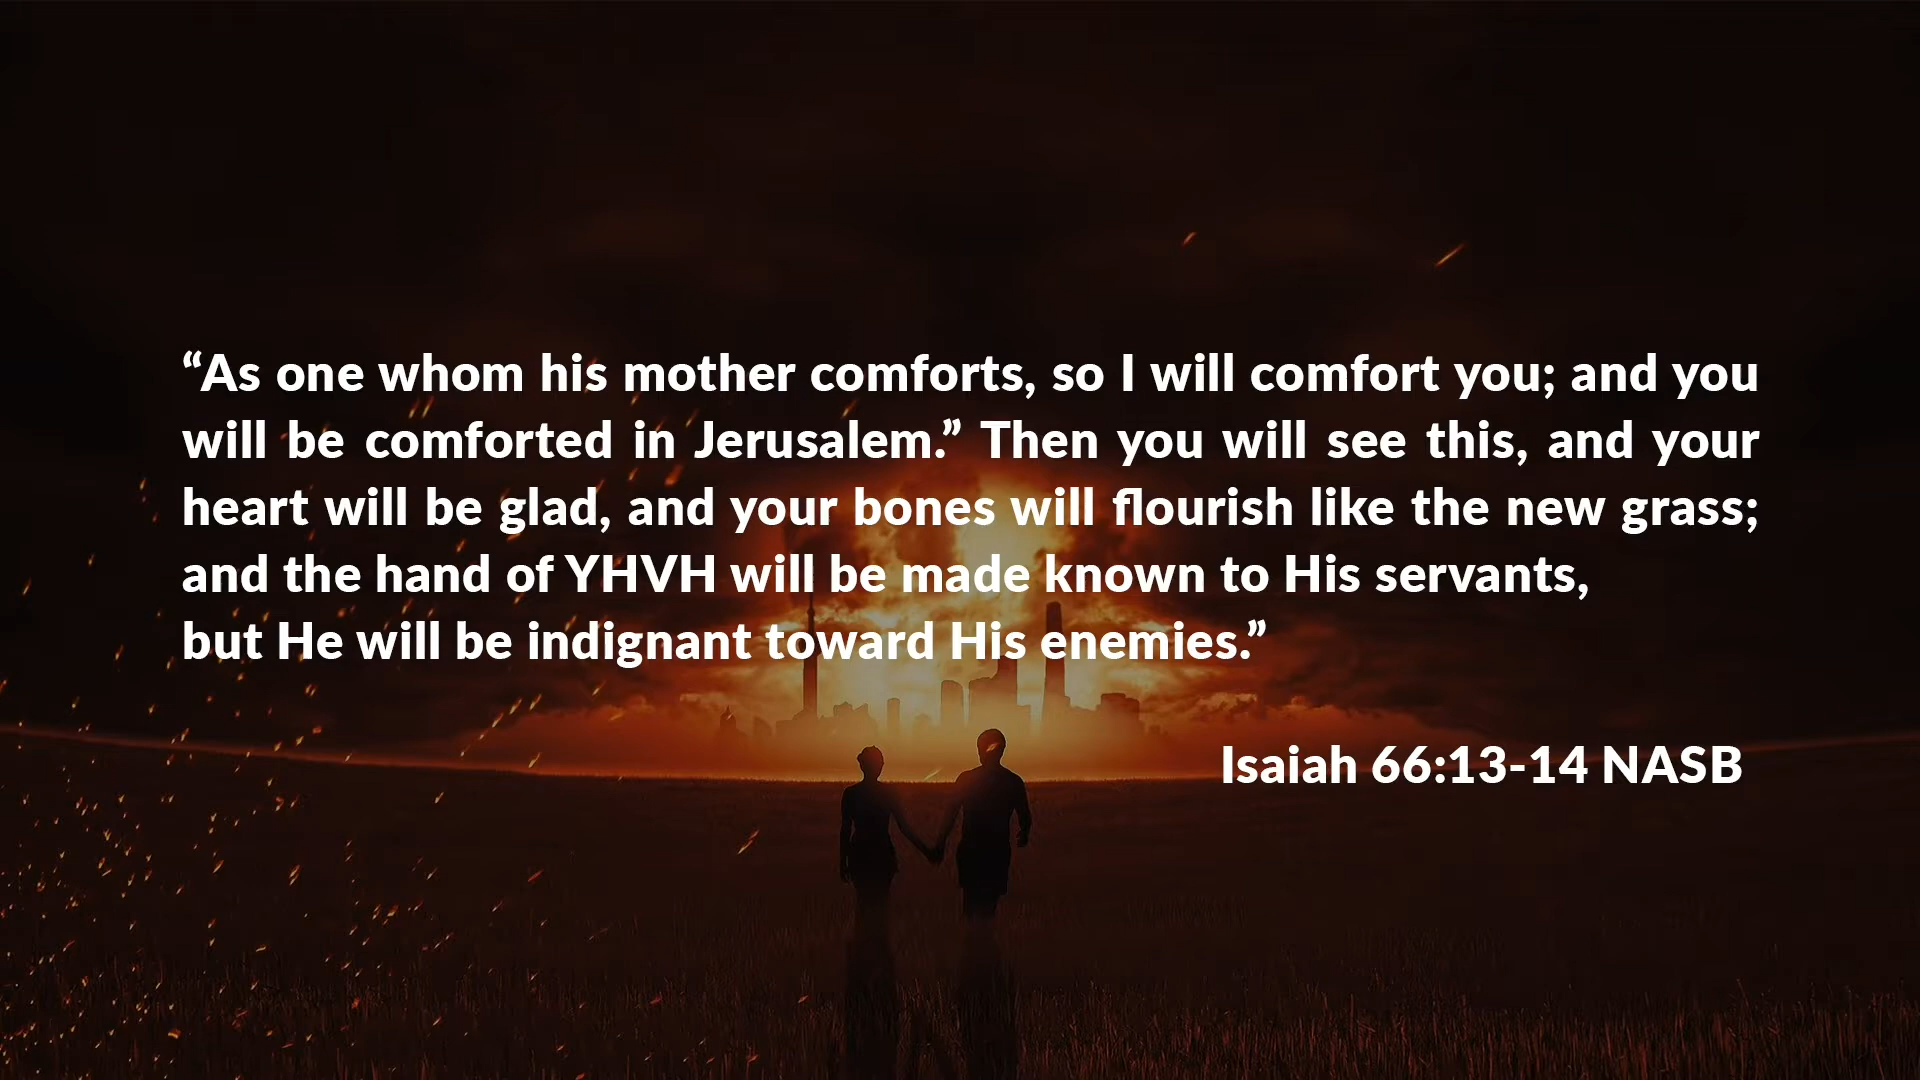 “As one whom his mother comforts, so I will comfort you; and you
will be comforted in Jerusalem.” Then you will see this, and your
heart will be glad, and your bones will flourish like the new grass;
and the hand of YHVH will be made known to His servants,
but He will be indignant toward His enemies.”
Isaiah 66:13-14 NASB